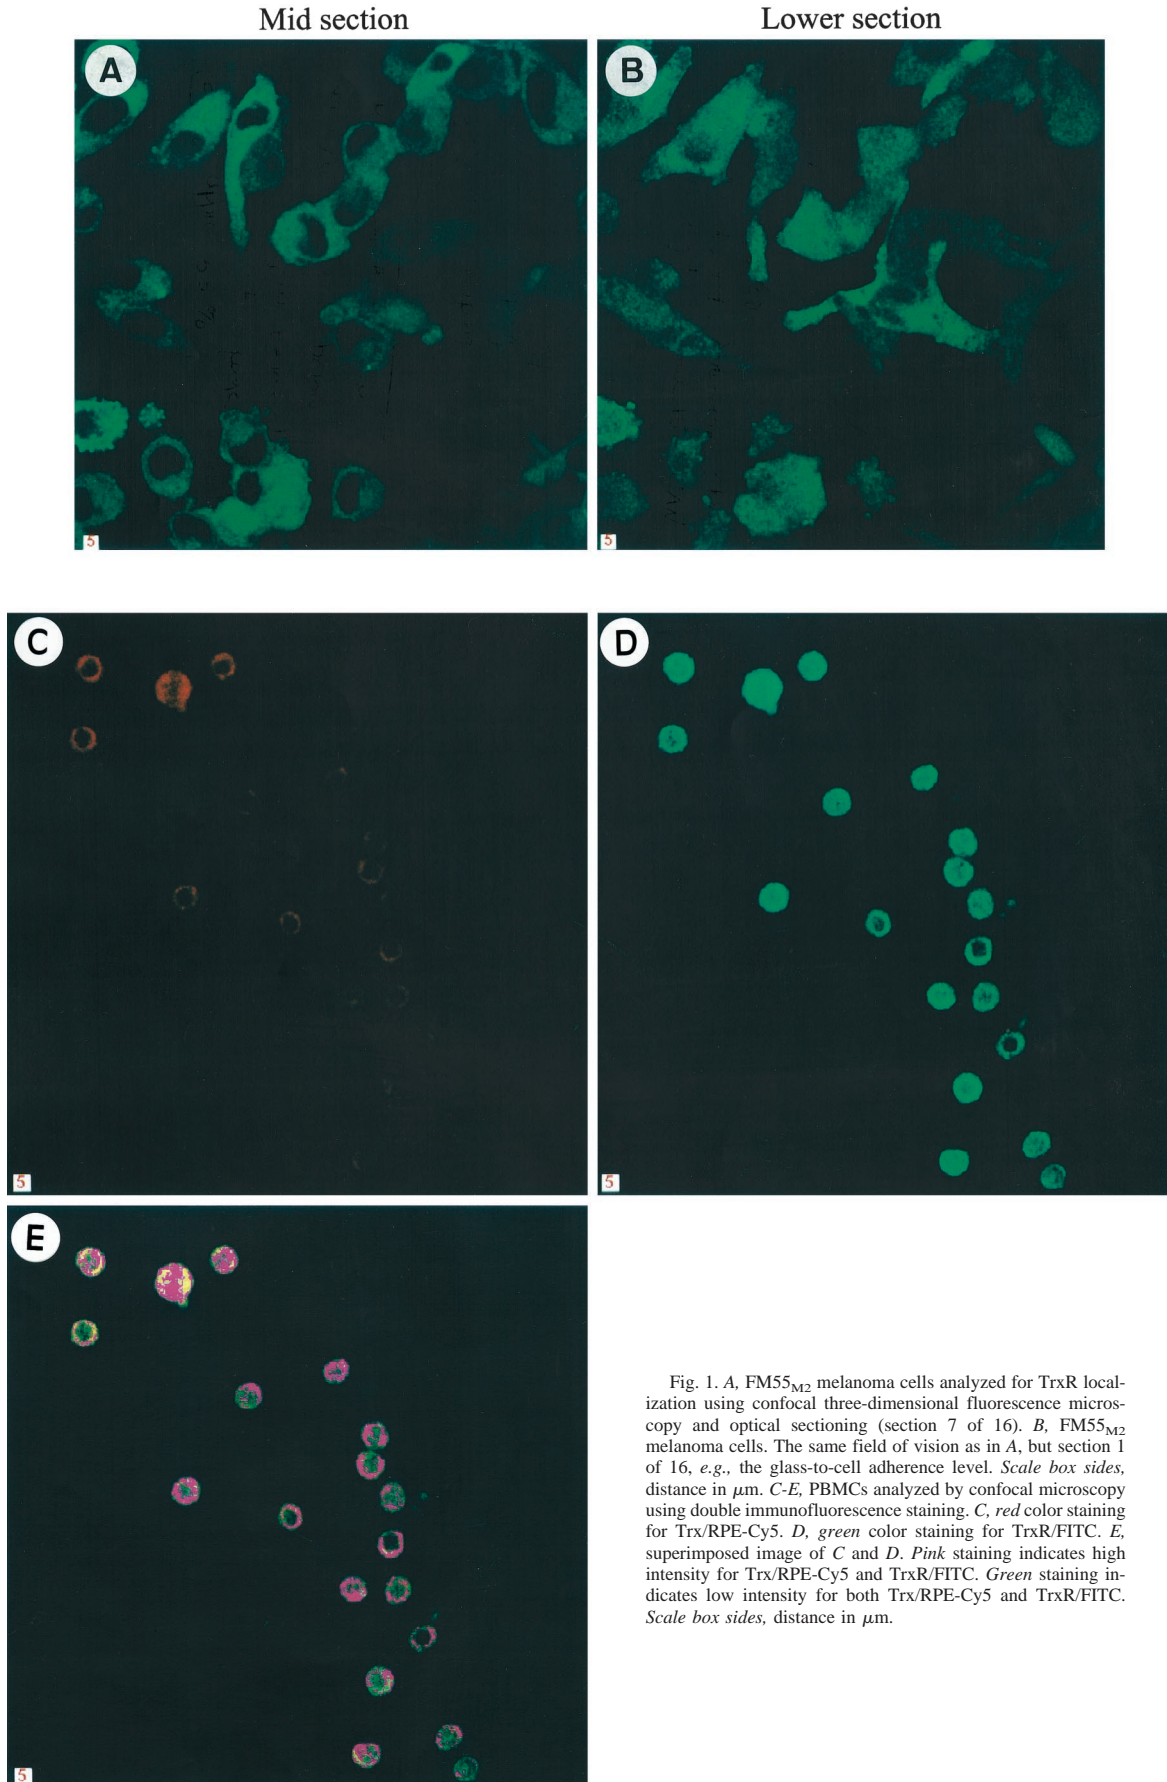 Mid section
Lower section
A
B
5
5
C
D
5
5
E
5
Fig. 1. A, FM55M2 melanoma cells analyzed for TrxR local-
ization using confocal three-dimensional fluorescence micros-
copy and optical sectioning (section 7 of 16). B, FM55M2
melanoma cells. The same field of vision as in A, but section 1
of 16, e.g., the glass-to-cell adherence level. Scale box sides,
distance in μm. C-E, PBMCs analyzed by confocal microscopy
using double immunofluorescence staining. C, red color staining
for Trx/RPE-Cy5. D, green color staining for TrxR/FITC. E,
superimposed image of C and D. Pink staining indicates high
intensity for Trx/RPE-Cy5 and TrxR/FITC. Green staining in-
dicates low intensity for both Trx/RPE-Cy5 and TrxR/FITC.
Scale box sides, distance in μm.